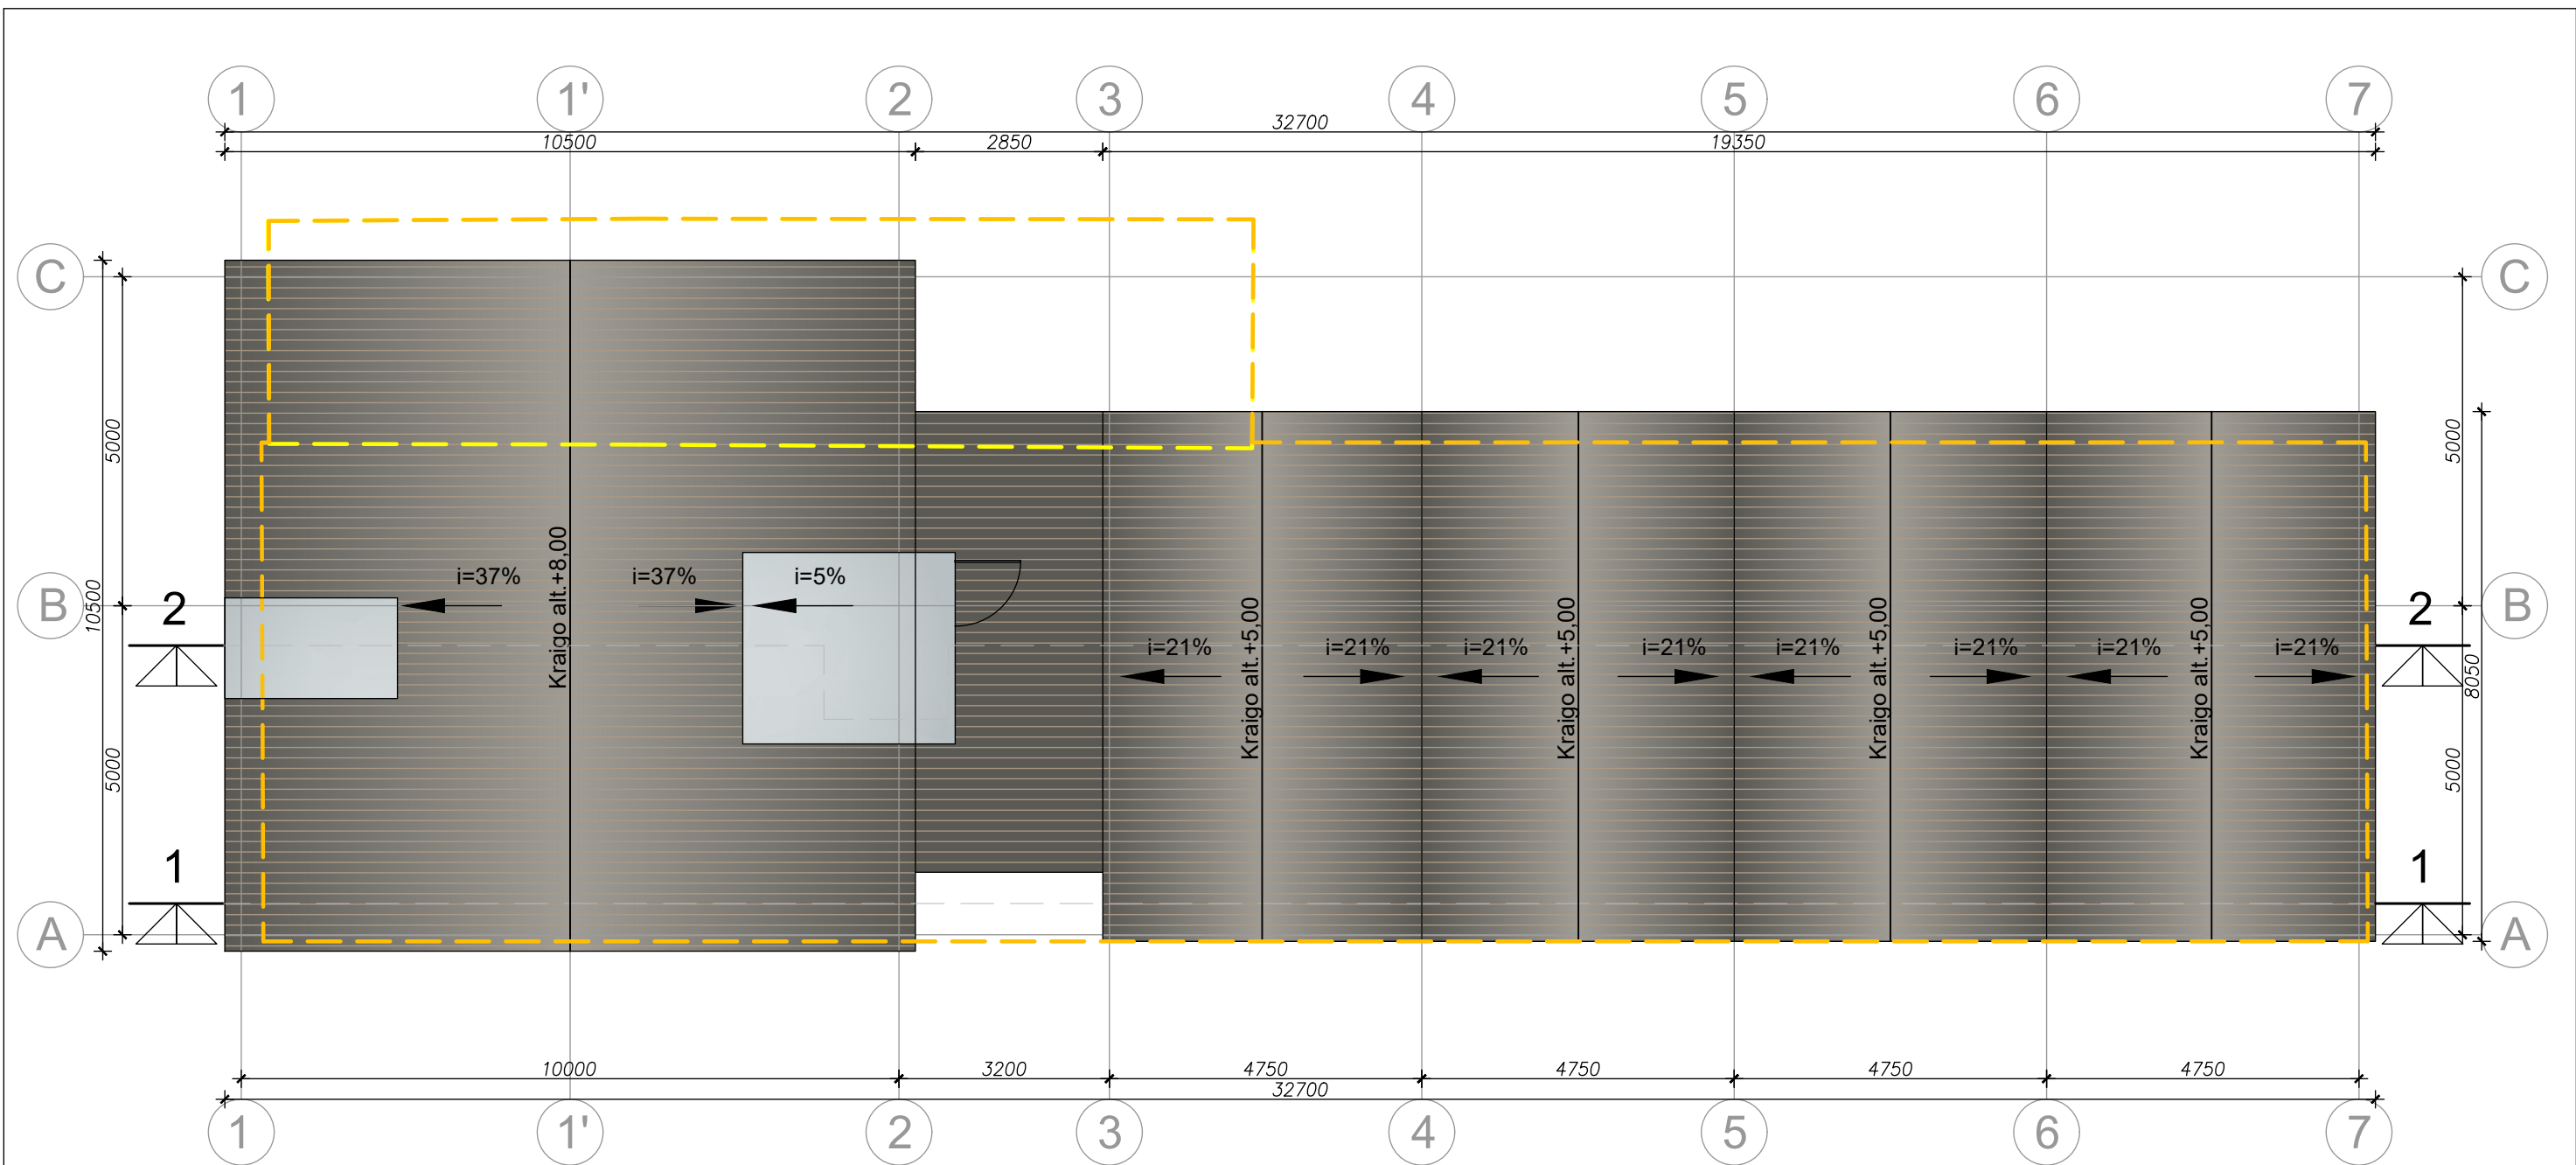 1 1' 2 3 4 5 6 7
32700
10500 2850 19350
C C
5000 5000
Kraigo alt.+8,00
i=37% i=37% i=5%
B B
10500
2 2
Kraigo alt.+5,00 Kraigo alt.+5,00 Kraigo alt.+5,00 Kraigo alt.+5,00
i=21% i=21% i=21% i=21% i=21% i=21% i=21% i=21%
8050
5000 5000
1 1
A A
10000 3200 4750 4750 4750 4750
32700
1 1' 2 3 4 5 6 7